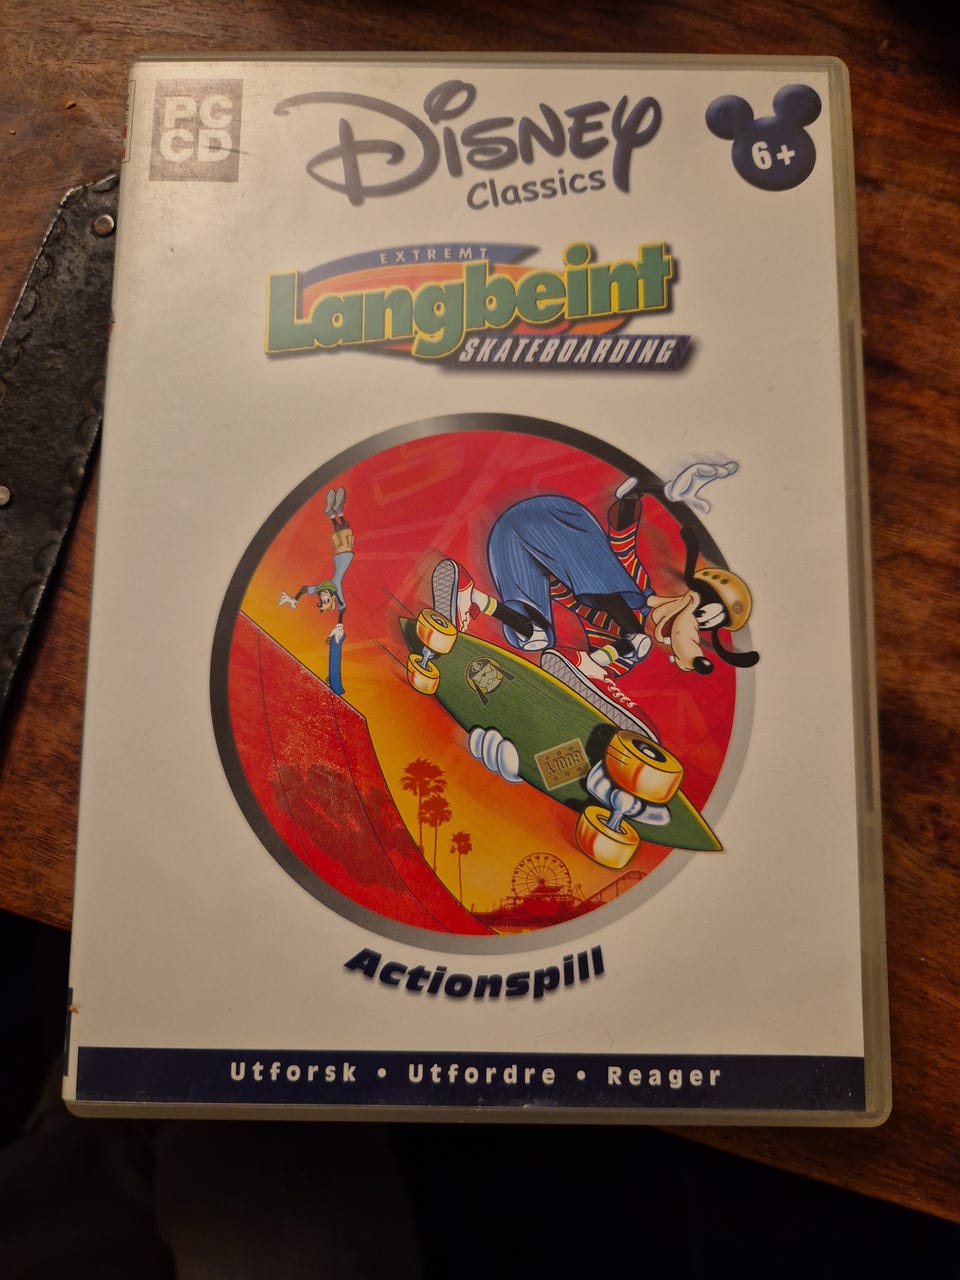 PC
CD
DISNEY
Classics
6+
EXTREMT
Langbeint
SKATEBOARDING
Actionspill
Utforsk • Utfordre • Reager